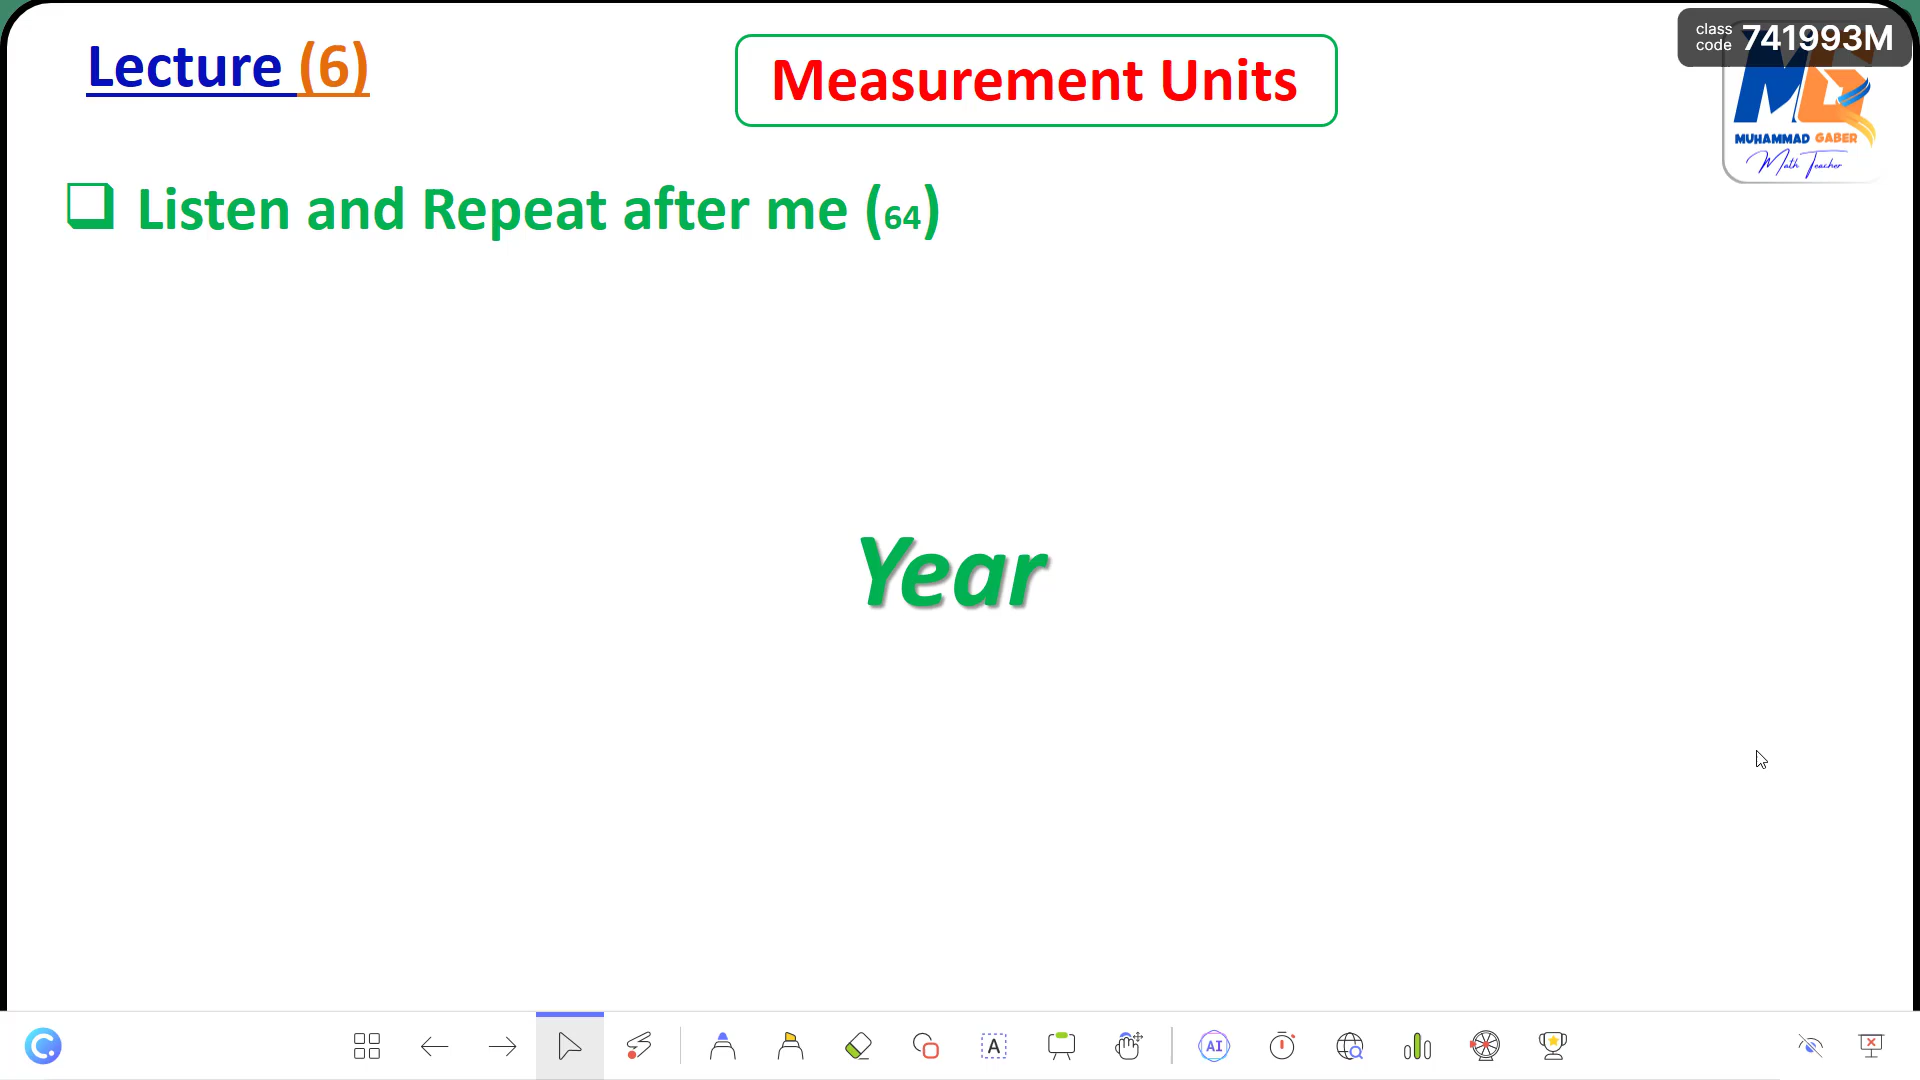 Lecture (6)
Measurement Units
class code 741993M
MUHAMMAD GABER
Math Teacher
Listen and Repeat after me (64)
Year
A
AI